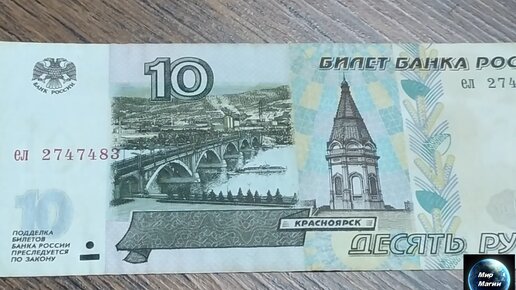 10
БИЛЕТ БАНКА РОС
БАНК РОССИИ
ел 2747483
ел 274
10
КРАСНОЯРСК
ПОДДЕЛКА
БИЛЕТОВ
БАНКА РОССИИ
ПРЕСЛЕДУЕТСЯ
ПО ЗАКОНУ
ДЕСЯТЬ РУ
Мир
Магии